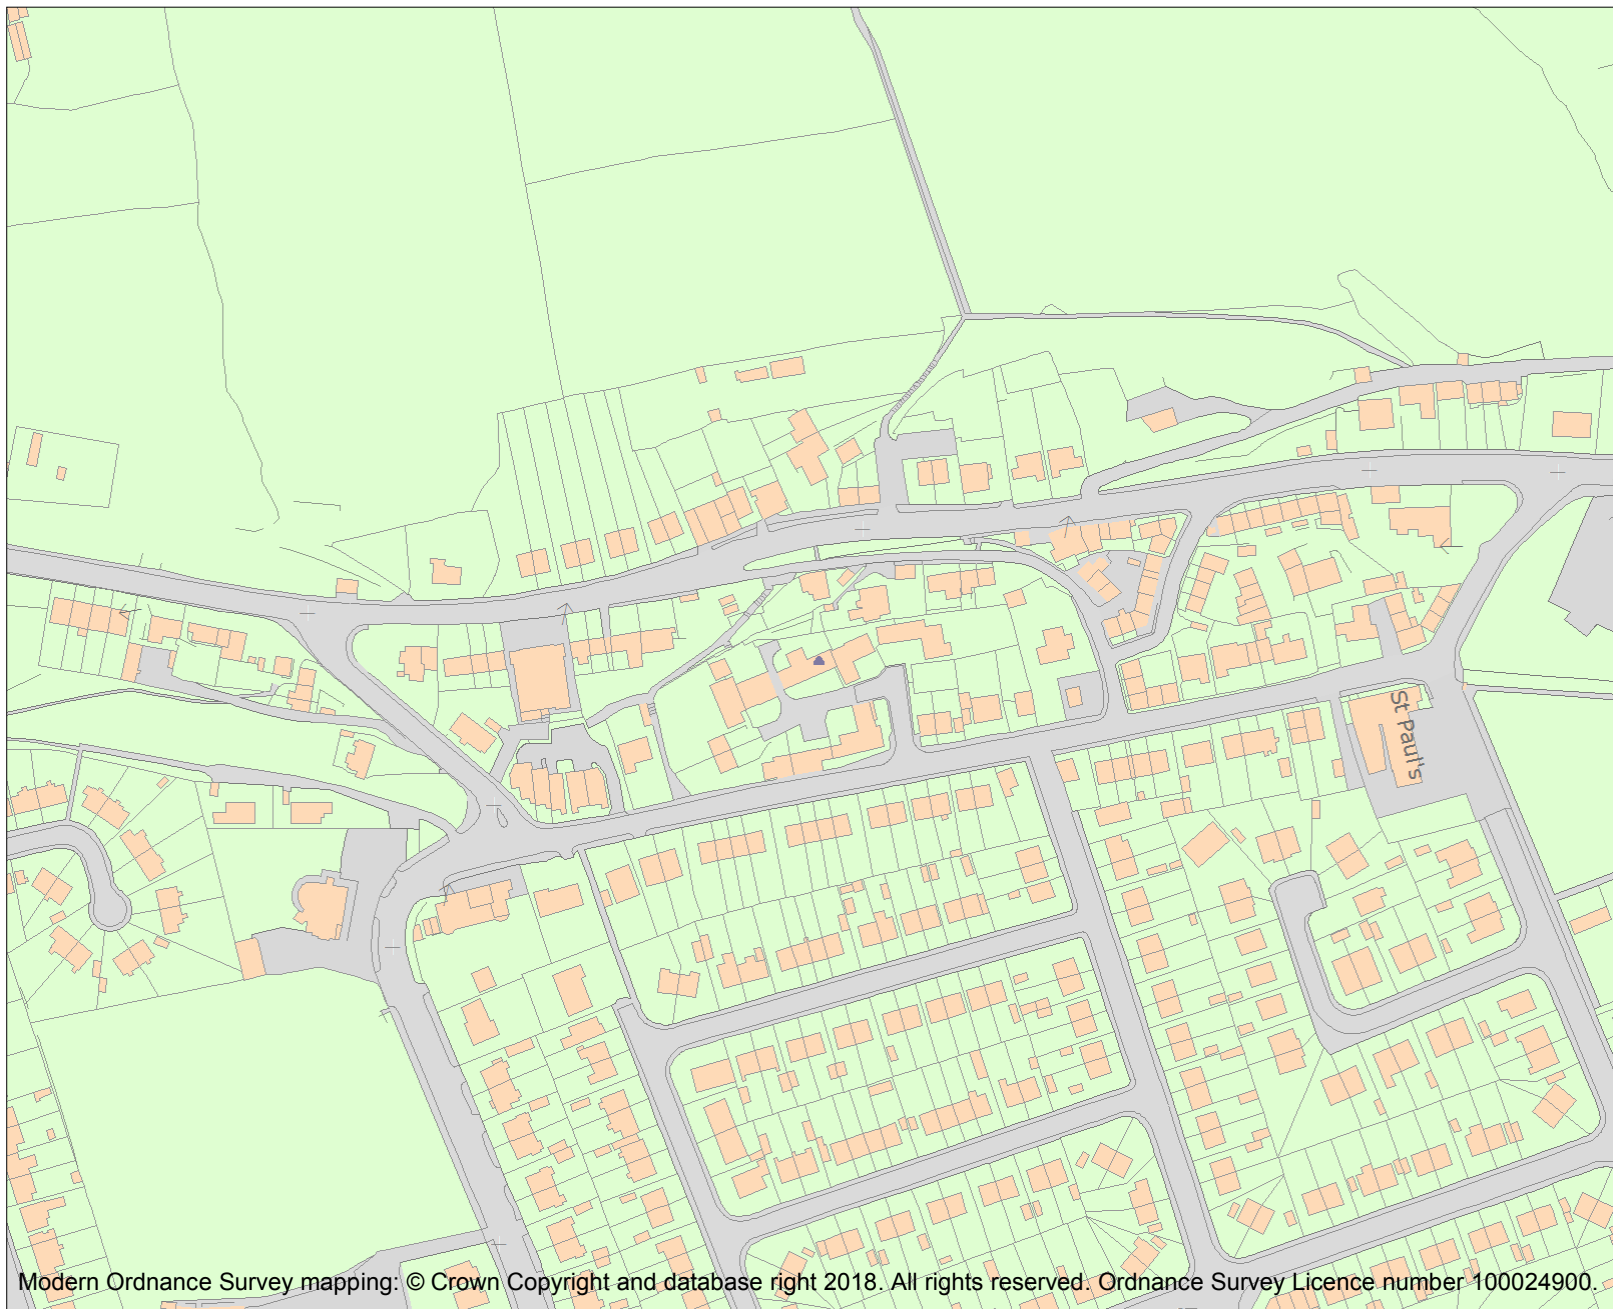 St Paul's
Modern Ordnance Survey mapping: © Crown Copyright and database right 2018. All rights reserved. Ordnance Survey Licence number 100024900.